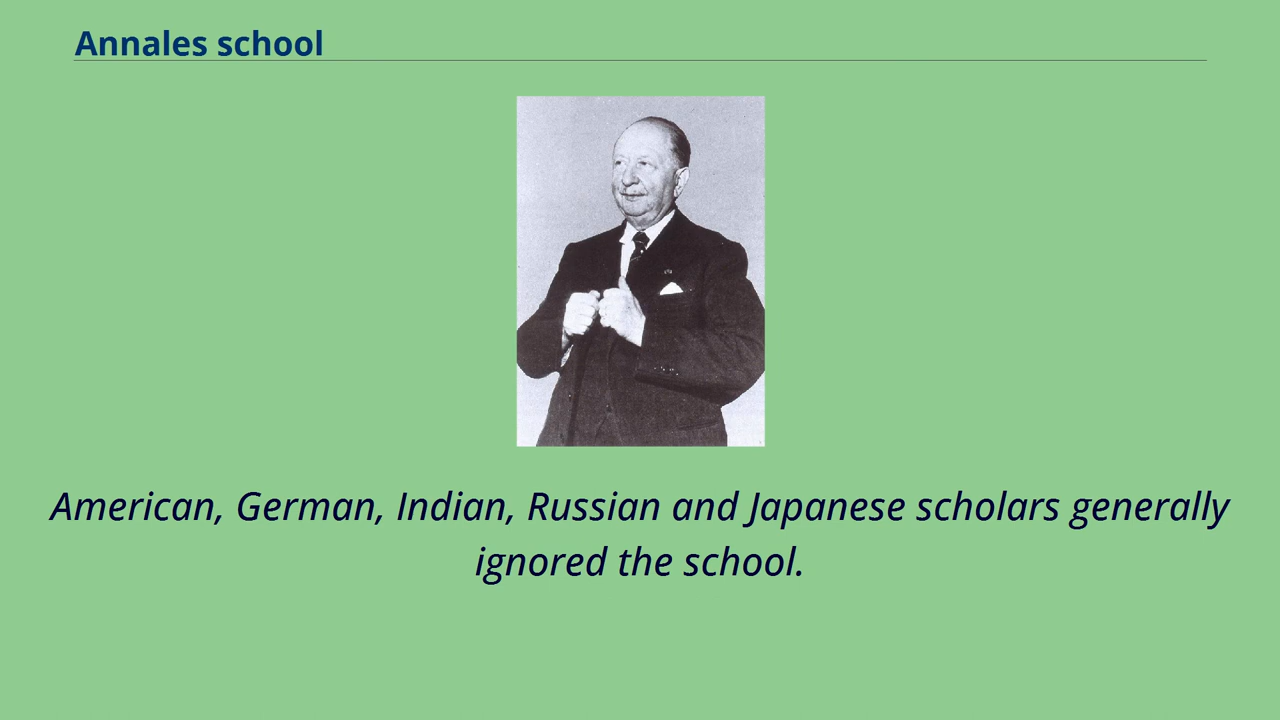 Annales school
American, German, Indian, Russian and Japanese scholars generally
ignored the school.